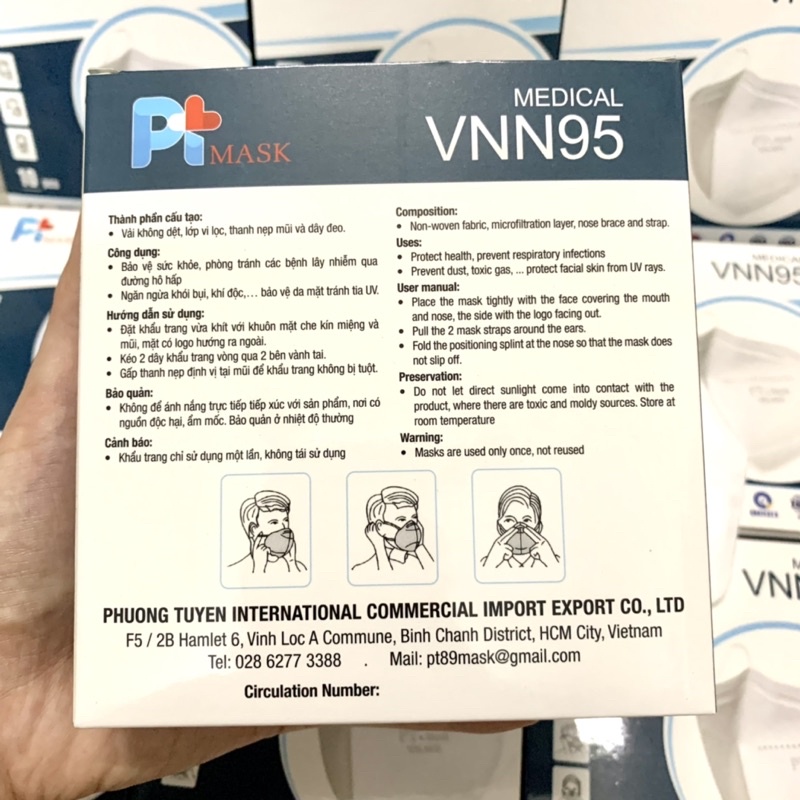 PT MASK
MEDICAL
VNN95
Thành phần cấu tạo:
• Vải không dệt, lớp vi lọc, thanh nẹp mũi và dây đeo.
Công dụng:
• Bảo vệ sức khỏe, phòng tránh các bệnh lây nhiễm qua
đường hô hấp
• Ngăn ngừa khói bụi, khí độc,... bảo vệ da mặt tránh tia UV.
Hướng dẫn sử dụng:
• Đặt khẩu trang vừa khít với khuôn mặt che kín miệng và
mũi, mặt có logo hướng ra ngoài.
• Kéo 2 dây khẩu trang vòng qua 2 bên vành tai.
• Gấp thanh nẹp định vị tại mũi để khẩu trang không bị tuột.
Bảo quản:
• Không để ánh nắng trực tiếp tiếp xúc với sản phẩm, nơi có
nguồn độc hại, ẩm mốc. Bảo quản ở nhiệt độ thường
Cảnh báo:
• Khẩu trang chỉ sử dụng một lần, không tái sử dụng
Composition:
• Non-woven fabric, microfiltration layer, nose brace and strap.
Uses:
• Protect health, prevent respiratory infections
• Prevent dust, toxic gas, ... protect facial skin from UV rays.
User manual:
• Place the mask tightly with the face covering the mouth
and nose, the side with the logo facing out.
• Pull the 2 mask straps around the ears.
• Fold the positioning splint at the nose so that the mask does
not slip off.
Preservation:
• Do not let direct sunlight come into contact with the
product, where there are toxic and moldy sources. Store at
room temperature
Warning:
• Masks are used only once, not reused
PHUONG TUYEN INTERNATIONAL COMMERCIAL IMPORT EXPORT CO., LTD
F5 / 2B Hamlet 6, Vinh Loc A Commune, Binh Chanh District, HCM City, Vietnam
Tel: 028 6277 3388 . Mail: pt89mask@gmail.com
Circulation Number:
VNN95
VN